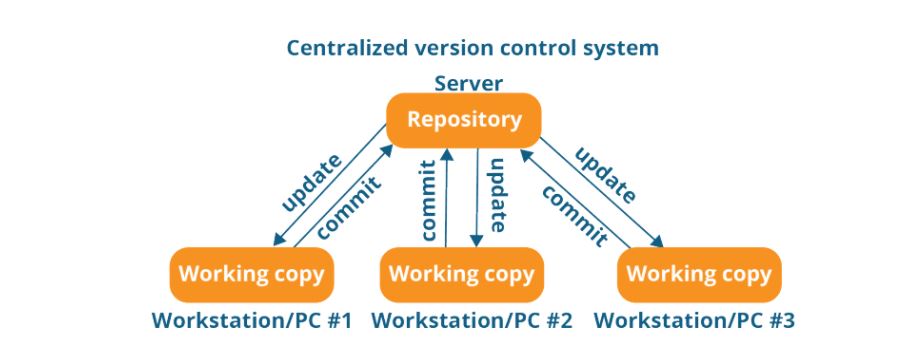 Centralized version control system
Server
Repository
update
commit
commit
update
update
commit
Working copy
Working copy
Working copy
Workstation/PC #1
Workstation/PC #2
Workstation/PC #3